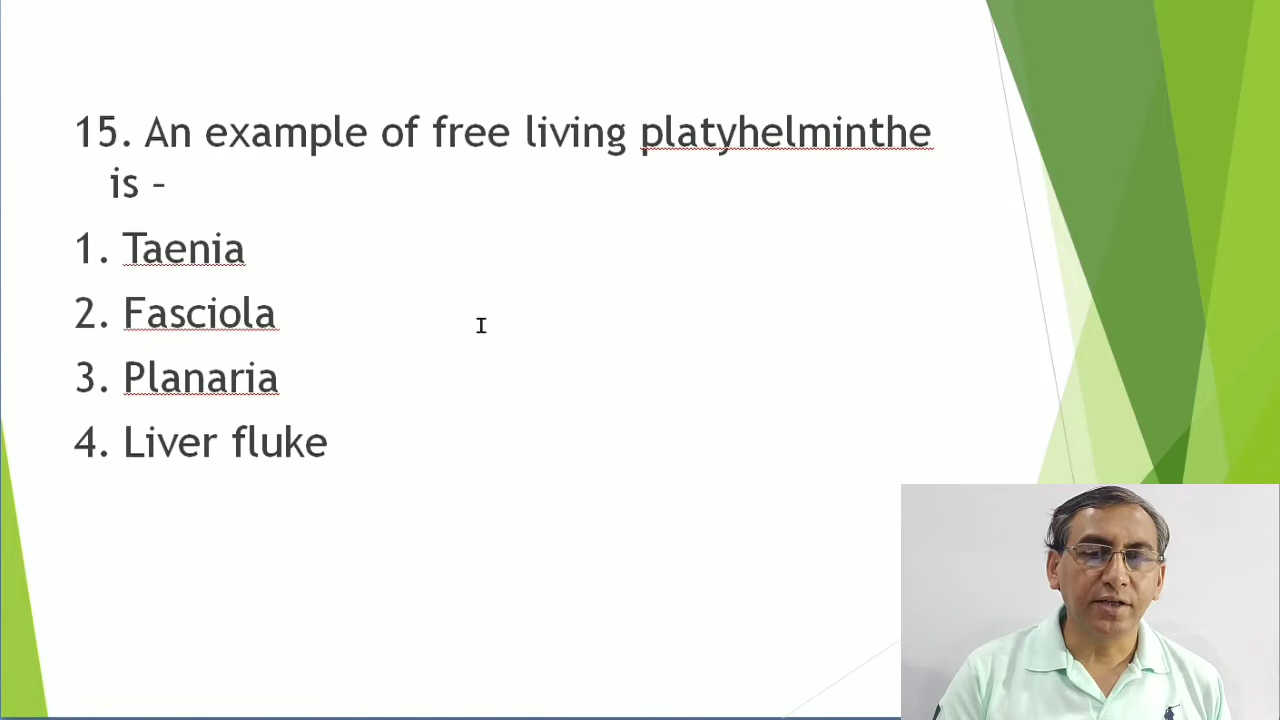 15. An example of free living platyhelminthe
is –
1. Taenia
2. Fasciola
3. Planaria
4. Liver fluke